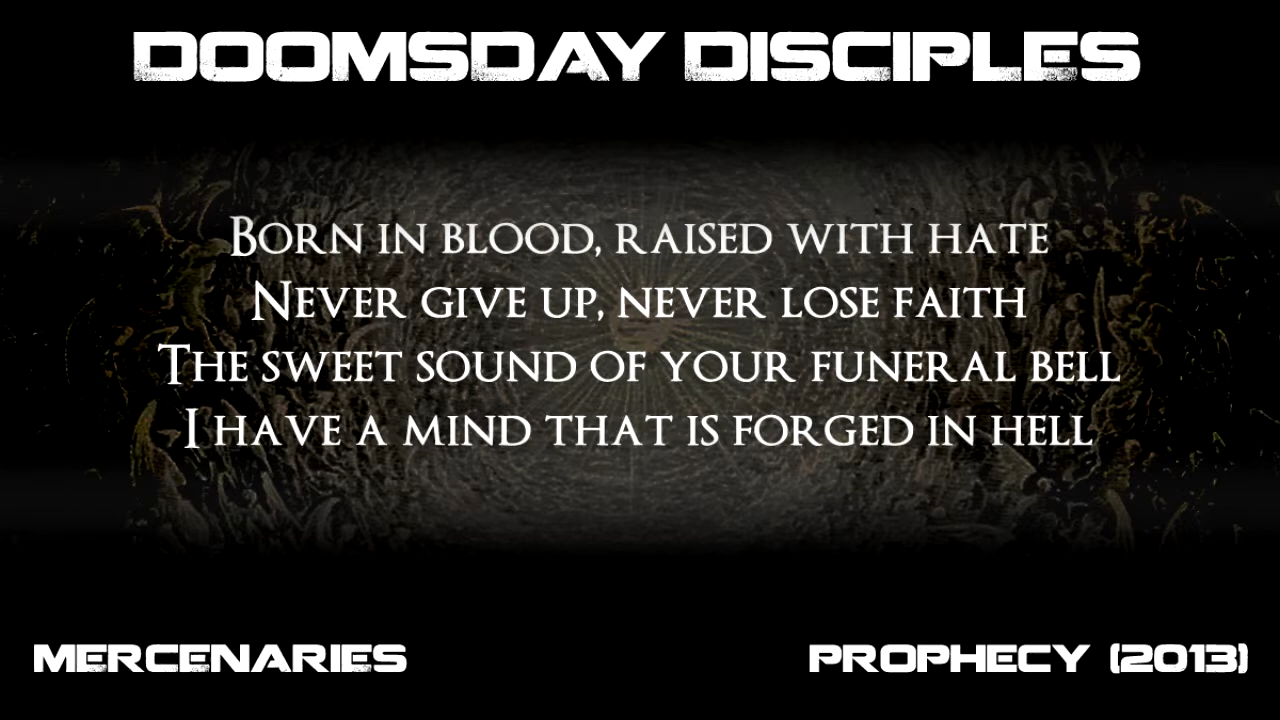 DOOMSDAY DISCIPLES
Born in blood, raised with hate
Never give up, never lose faith
The sweet sound of your funeral bell
I have a mind that is forged in hell
MERCENARIES
PROPHECY (2013)